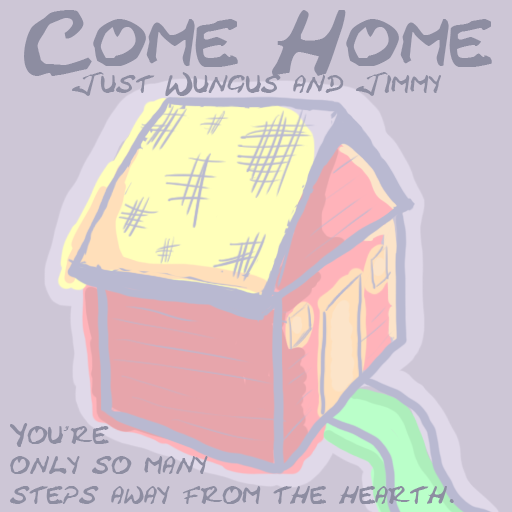 Come Home
Just Wungus and Jimmy
You're
only so many
steps away from the hearth.